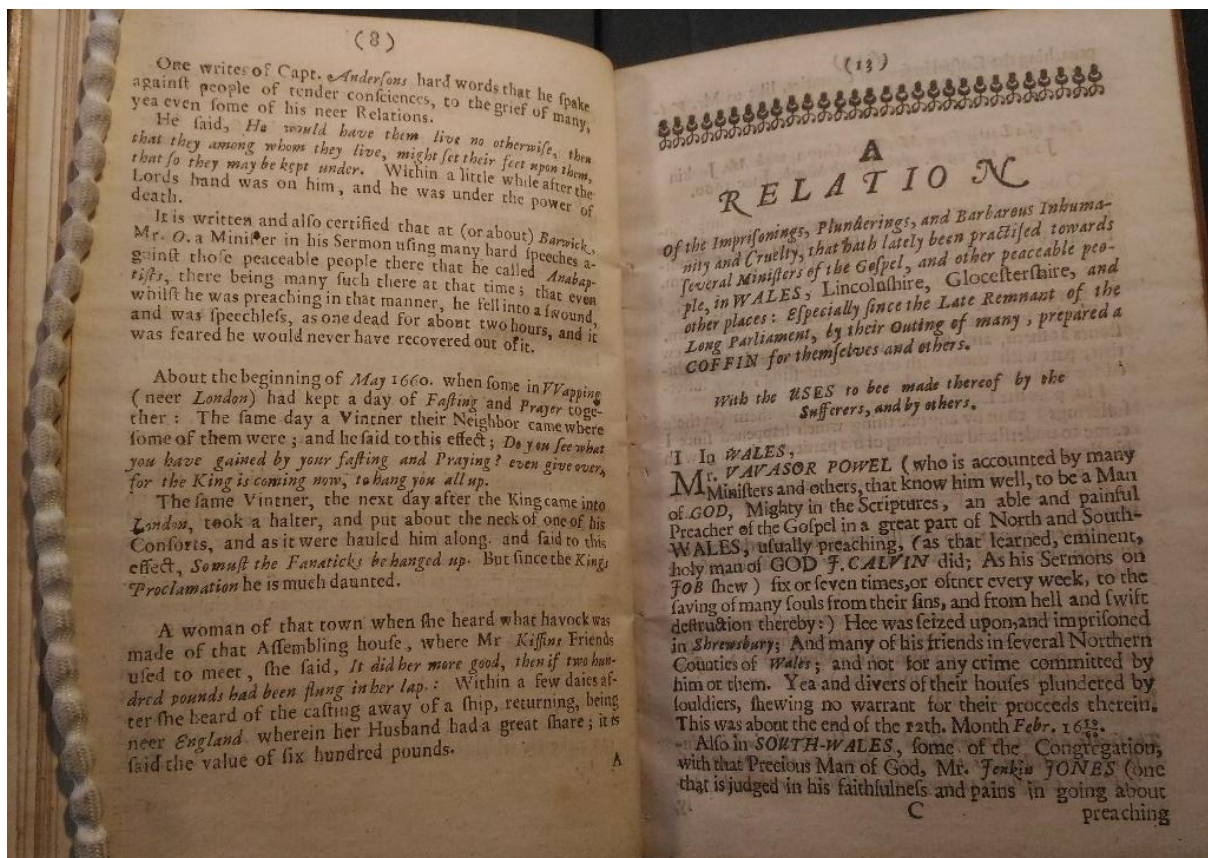 (8)
One writes of Capt. Anderſons hard words that he ſpake
againſt people of tender conſciences, to the grief of many,
yea even ſome of his neer Relations.
He ſaid, He would have them live no otherwiſe, then
that they among whom they live, might ſet their feet upon them,
that ſo they may be kept under. Within a little while after the
Lords hand was on him, and he was under the power of
death.
It is written and alſo certified that at (or about) Barwick,
Mr. O. a Miniſter in his Sermon uſing many hard ſpeeches a-
gainſt thoſe peaceable people there that he called Anabap-
tiſts, there being many ſuch there at that time; that even
whilſt he was preaching in that manner, he fell into a ſwound,
and was ſpeechleſs, as one dead for about two hours, and it
was feared he would never have recovered out of it.
About the beginning of May 1660. when ſome in VVapping
(neer London) had kept a day of Faſting and Prayer toge-
ther: The ſame day a Vintner their Neighbor came where
ſome of them were; and he ſaid to this effect; Do you ſee what
you have gained by your faſting and Praying? even give over,
for the King is coming now, to hang you all up.
The ſame Vintner, the next day after the King came into
London, took a halter, and put about the neck of one of his
Conſorts, and as it were hauled him along. and ſaid to this
effect, So muſt the Fanaticks be hanged up. But ſince the Kings
Proclamation he is much daunted.
A woman of that town when ſhe heard what havock was
made of that Aſſembling houſe, where Mr Kiffins Friends
uſed to meet, ſhe ſaid, It did her more good, then if two hun-
dred pounds had been flung in her lap.: Within a few daies af-
ter ſhe heard of the caſting away of a ſhip, returning, being
neer England wherein her Husband had a great ſhare; it is
ſaid the value of ſix hundred pounds.
A
(13)
A
RELATION
Of the Impriſonings, Plunderings, and Barbarous Inhuma-
nity and Cruelty, that hath lately been practiſed towards
ſeveral Miniſters of the Goſpel, and other peaceable peo-
ple, in WALES, Lincolnſhire, Gloceſterſhire, and
other places: Eſpecially ſince the Late Remnant of the
Long Parliament, by their Outing of many, prepared a
COFFIN for themſelves and others.
With the USES to bee made thereof by the
Sufferers, and by others.
I In WALES,
Mr. VAVASOR POWEL (who is accounted by many
Miniſters and others, that know him well, to be a Man
of GOD, Mighty in the Scriptures, an able and painful
Preacher of the Goſpel in a great part of North and South-
WALES, uſually preaching, (as that learned, eminent,
holy man of GOD J. CALVIN did; As his Sermons on
JOB ſhew) ſix or ſeven times, or oftner every week, to the
ſaving of many ſouls from their ſins, and from hell and ſwift
deſtruction thereby:) Hee was ſeized upon, and impriſoned
in Shrewsbury; And many of his friends in ſeveral Northern
Counties of Wales; and not for any crime committed by
him or them. Yea and divers of their houſes plundered by
ſouldiers, ſhewing no warrant for their proceeds therein.
This was about the end of the 12th. Month Febr. 16 59/60.
Alſo in SOUTH-WALES, ſome of the Congregation,
with that Precious Man of God, Mr. Jenkin JONES (one
that is judged in his faithfulneſs and pains in going about
C preaching